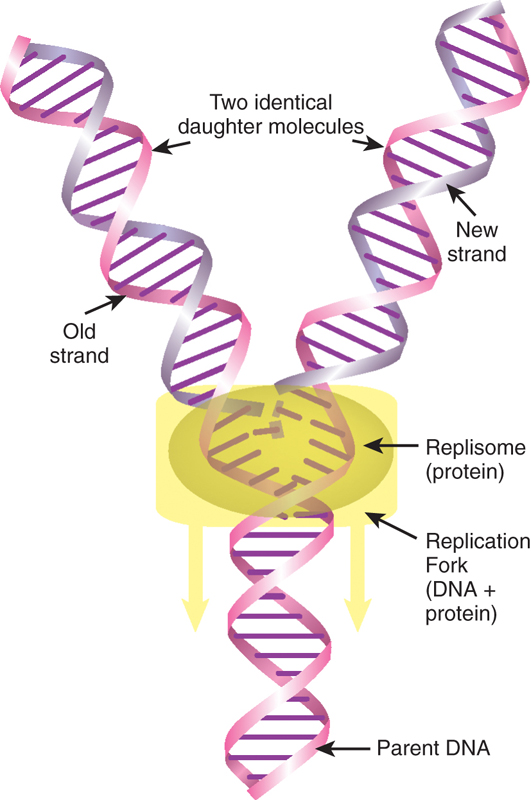 Two identical
daughter molecules
New
strand
Old
strand
Replisome
(protein)
Replication
Fork
(DNA +
protein)
Parent DNA